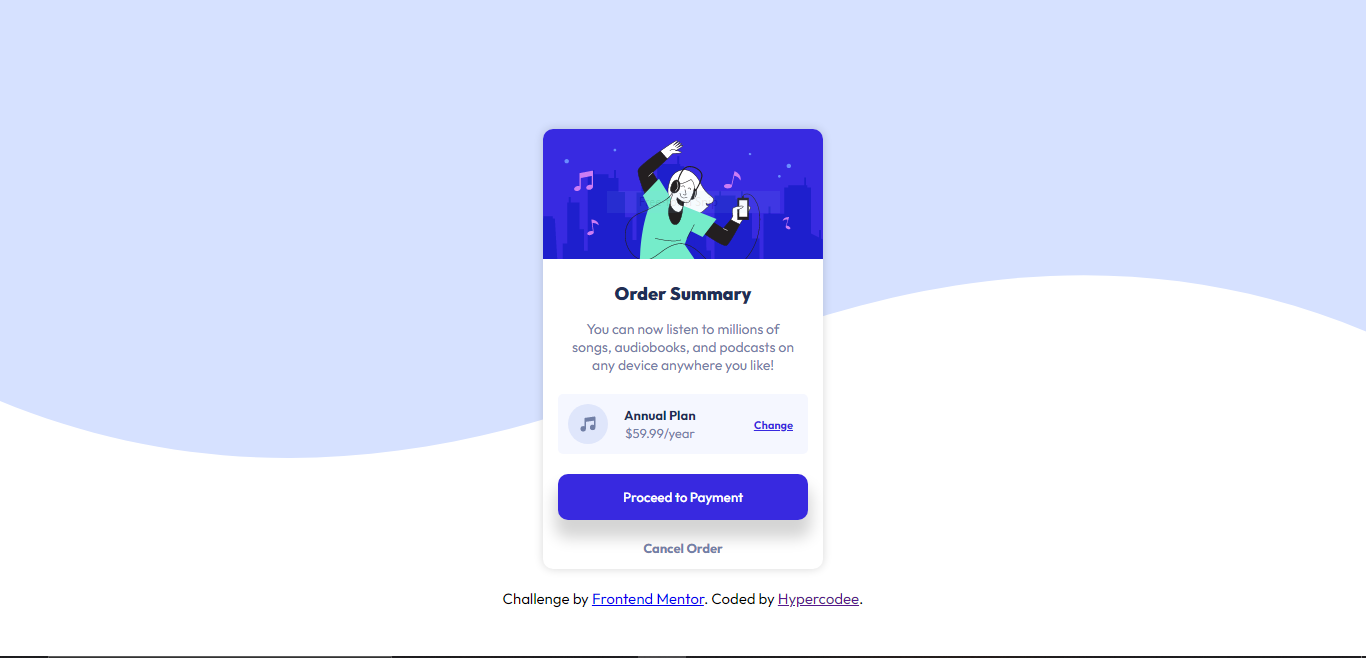 Order Summary
You can now listen to millions of
songs, audiobooks, and podcasts on
any device anywhere you like!
Annual Plan
$59.99/year
Change
Proceed to Payment
Cancel Order
Challenge by Frontend Mentor. Coded by Hypercodee.